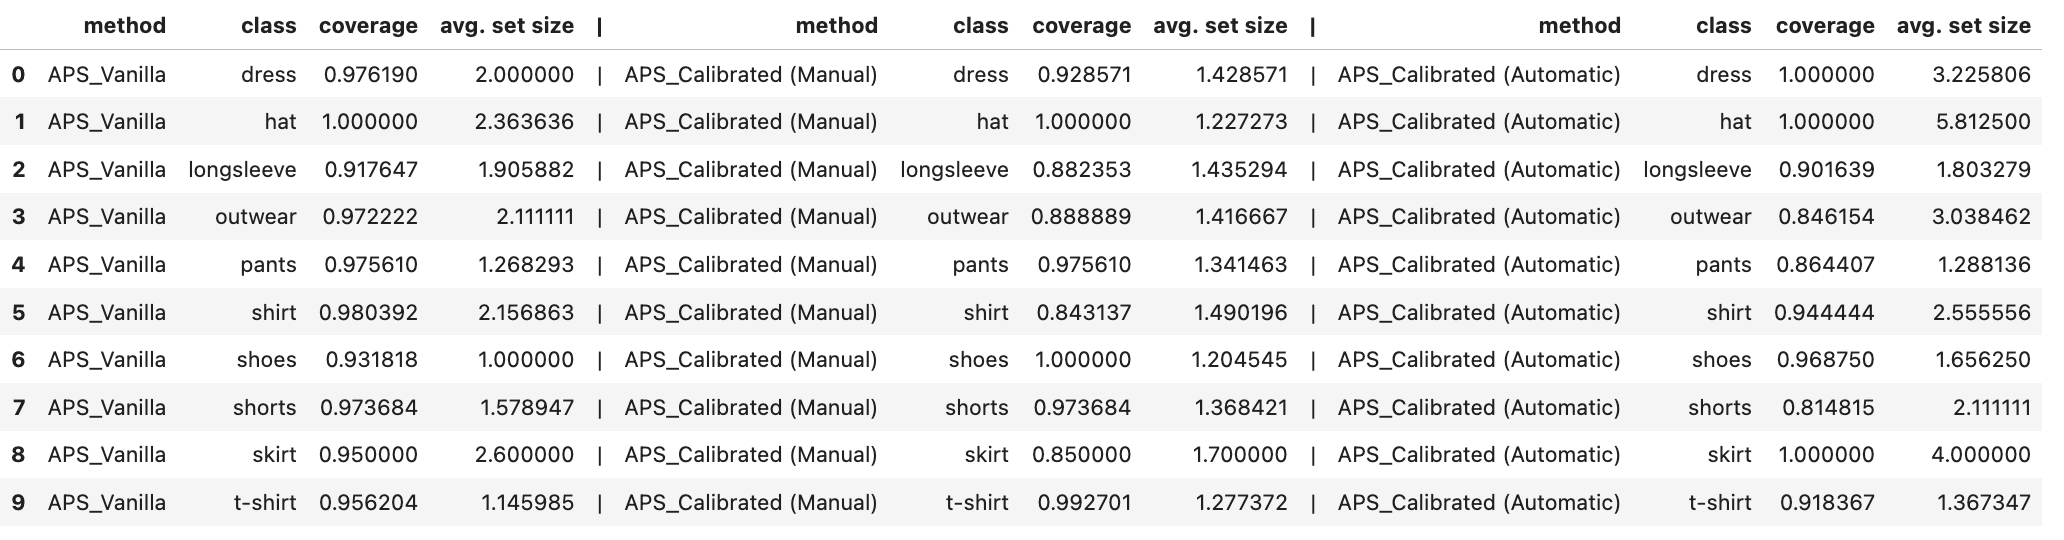 method class coverage avg. set size | method class coverage avg. set size | method class coverage avg. set size
0 APS_Vanilla dress 0.976190 2.000000 | APS_Calibrated (Manual) dress 0.928571 1.428571 | APS_Calibrated (Automatic) dress 1.000000 3.225806
1 APS_Vanilla hat 1.000000 2.363636 | APS_Calibrated (Manual) hat 1.000000 1.227273 | APS_Calibrated (Automatic) hat 1.000000 5.812500
2 APS_Vanilla longsleeve 0.917647 1.905882 | APS_Calibrated (Manual) longsleeve 0.882353 1.435294 | APS_Calibrated (Automatic) longsleeve 0.901639 1.803279
3 APS_Vanilla outwear 0.972222 2.111111 | APS_Calibrated (Manual) outwear 0.888889 1.416667 | APS_Calibrated (Automatic) outwear 0.846154 3.038462
4 APS_Vanilla pants 0.975610 1.268293 | APS_Calibrated (Manual) pants 0.975610 1.341463 | APS_Calibrated (Automatic) pants 0.864407 1.288136
5 APS_Vanilla shirt 0.980392 2.156863 | APS_Calibrated (Manual) shirt 0.843137 1.490196 | APS_Calibrated (Automatic) shirt 0.944444 2.555556
6 APS_Vanilla shoes 0.931818 1.000000 | APS_Calibrated (Manual) shoes 1.000000 1.204545 | APS_Calibrated (Automatic) shoes 0.968750 1.656250
7 APS_Vanilla shorts 0.973684 1.578947 | APS_Calibrated (Manual) shorts 0.973684 1.368421 | APS_Calibrated (Automatic) shorts 0.814815 2.111111
8 APS_Vanilla skirt 0.950000 2.600000 | APS_Calibrated (Manual) skirt 0.850000 1.700000 | APS_Calibrated (Automatic) skirt 1.000000 4.000000
9 APS_Vanilla t-shirt 0.956204 1.145985 | APS_Calibrated (Manual) t-shirt 0.992701 1.277372 | APS_Calibrated (Automatic) t-shirt 0.918367 1.367347